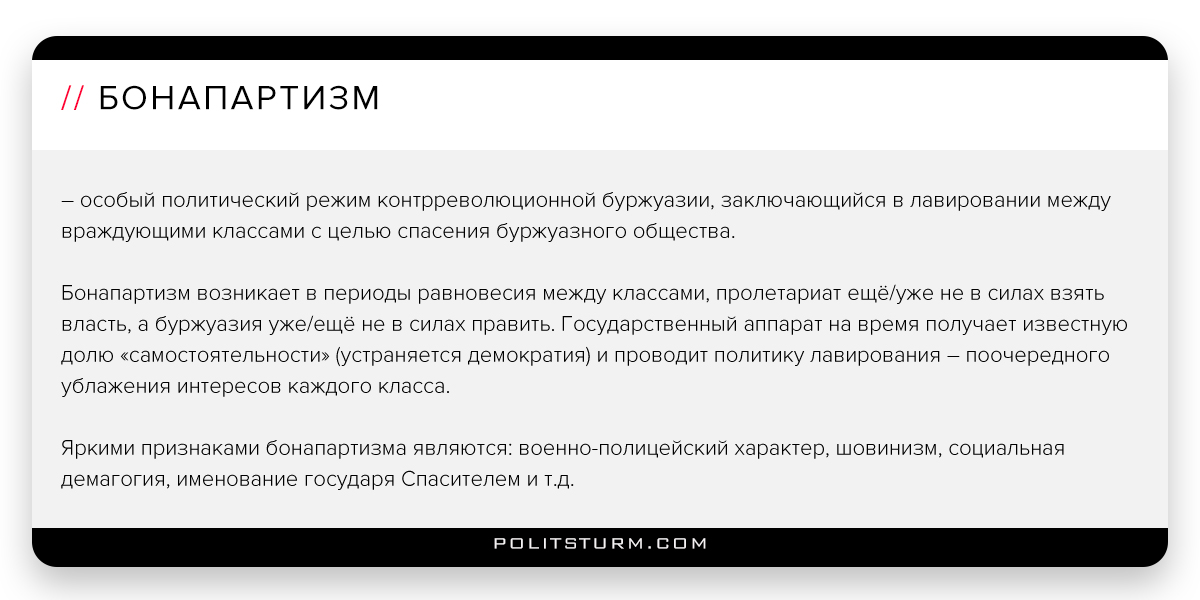 // БОНАПАРТИЗМ
– особый политический режим контрреволюционной буржуазии, заключающийся в лавировании между
враждующими классами с целью спасения буржуазного общества.
Бонапартизм возникает в периоды равновесия между классами, пролетариат ещё/уже не в силах взять
власть, а буржуазия уже/ещё не в силах править. Государственный аппарат на время получает известную
долю «самостоятельности» (устраняется демократия) и проводит политику лавирования – поочередного
ублажения интересов каждого класса.
Яркими признаками бонапартизма являются: военно-полицейский характер, шовинизм, социальная
демагогия, именование государя Спасителем и т.д.
POLITSTURM.COM